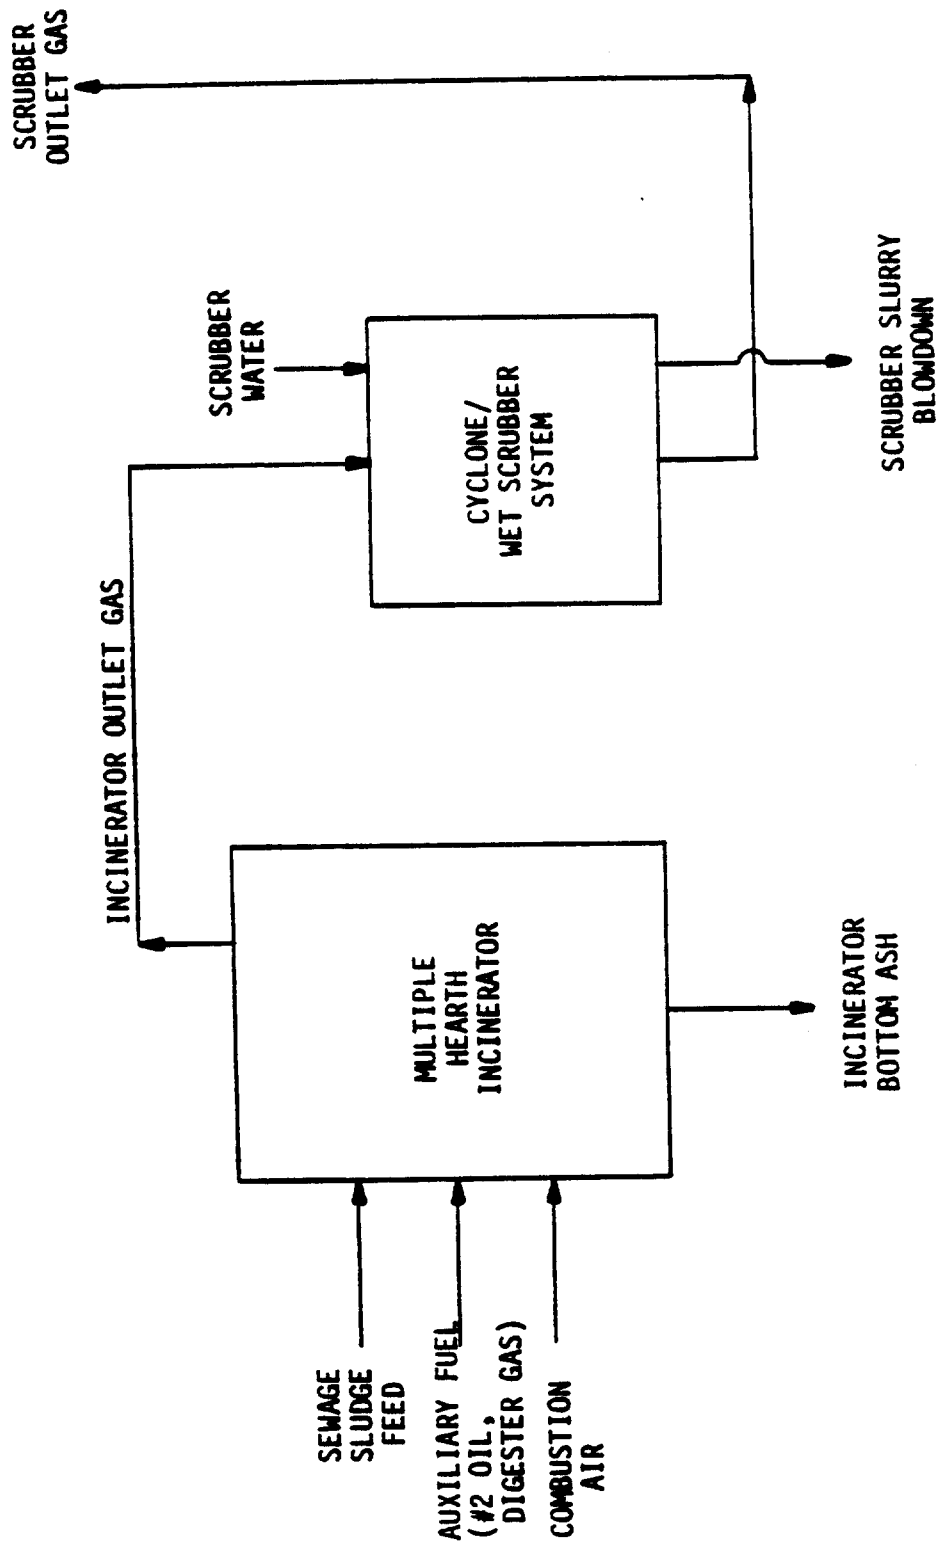 SEWAGE
SLUDGE
FEED
AUXILIARY FUEL
(#2 OIL,
DIGESTER GAS)
COMBUSTION
AIR
MULTIPLE
HEARTH
INCINERATOR
INCINERATOR
BOTTOM ASH
INCINERATOR OUTLET GAS
SCRUBBER
WATER
CYCLONE/
WET SCRUBBER
SYSTEM
SCRUBBER SLURRY
BLOWDOWN
SCRUBBER
OUTLET GAS